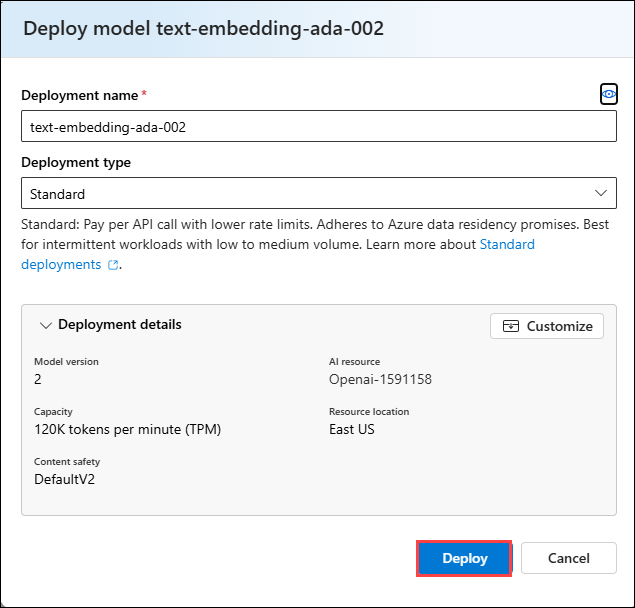 Deploy model text-embedding-ada-002
Deployment name *
text-embedding-ada-002
Deployment type
Standard
Standard: Pay per API call with lower rate limits. Adheres to Azure data residency promises. Best
for intermittent workloads with low to medium volume. Learn more about Standard
deployments.
Deployment details
Customize
Model version
2
AI resource
Openai-1591158
Capacity
120K tokens per minute (TPM)
Resource location
East US
Content safety
DefaultV2
Deploy
Cancel